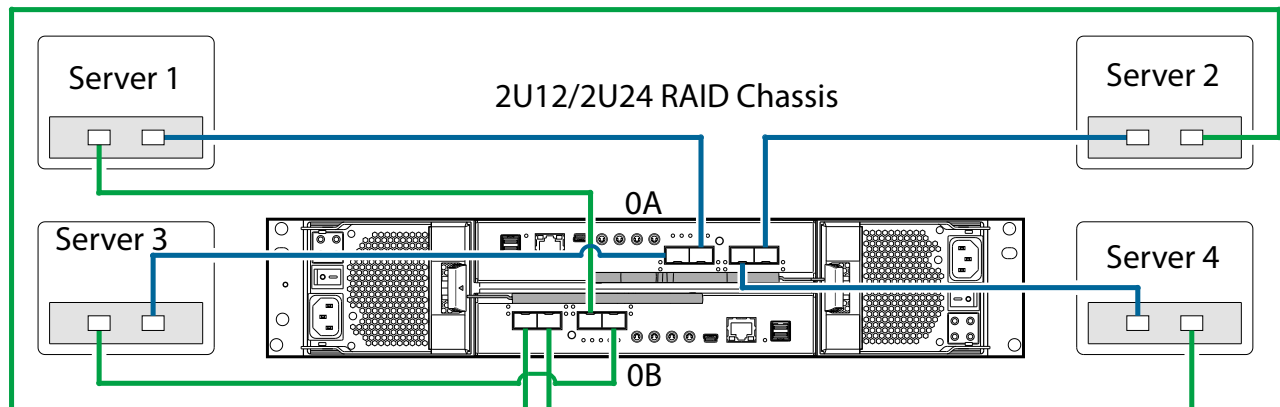 Server 1
Server 2
2U12/2U24 RAID Chassis
0A
Server 3
Server 4
0B